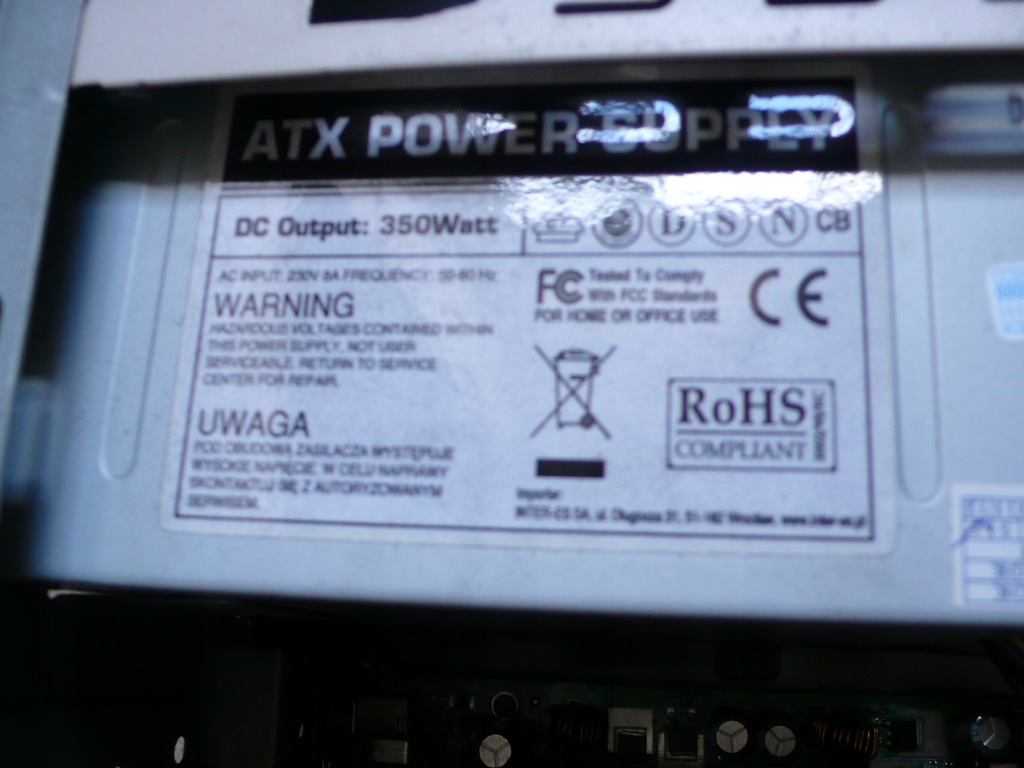 ATX POWER SUPPLY
DC Output: 350Watt
D S N CB
AC INPUT: 230V 8A FREQUENCY: 50-60 Hz
WARNING
HAZARDOUS VOLTAGES CONTAINED WITHIN
THIS POWER SUPPLY, NOT USER
SERVICEABLE. RETURN TO SERVICE
CENTER FOR REPAIR.
UWAGA
POD OBUDOWĄ ZASILACZA WYSTĘPUJE
WYSOKIE NAPIĘCIE. W CELU NAPRAWY
SKONTAKTUJ SIĘ Z AUTORYZOWANYM
SERWISEM.
FC Tested To Comply
With FCC Standards
FOR HOME OR OFFICE USE
CE
RoHS
COMPLIANT
Importer:
INTER-ES SA, ul. Długosza 51-162 Wrocław, www.inter-es.pl